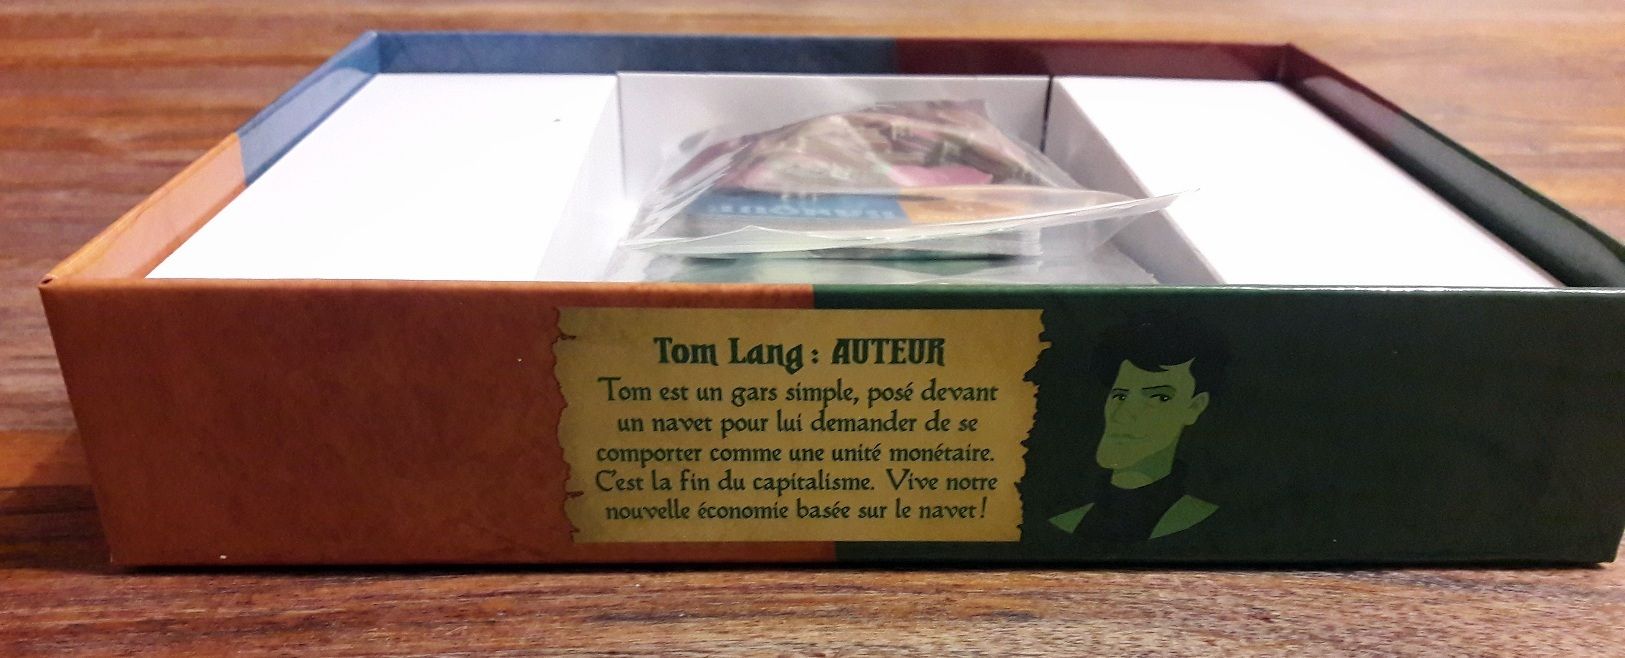 Tom Lang : AUTEUR
Tom est un gars simple, posé devant
un navet pour lui demander de se
comporter comme une unité monétaire.
C'est la fin du capitalisme. Vive notre
nouvelle économie basée sur le navet !